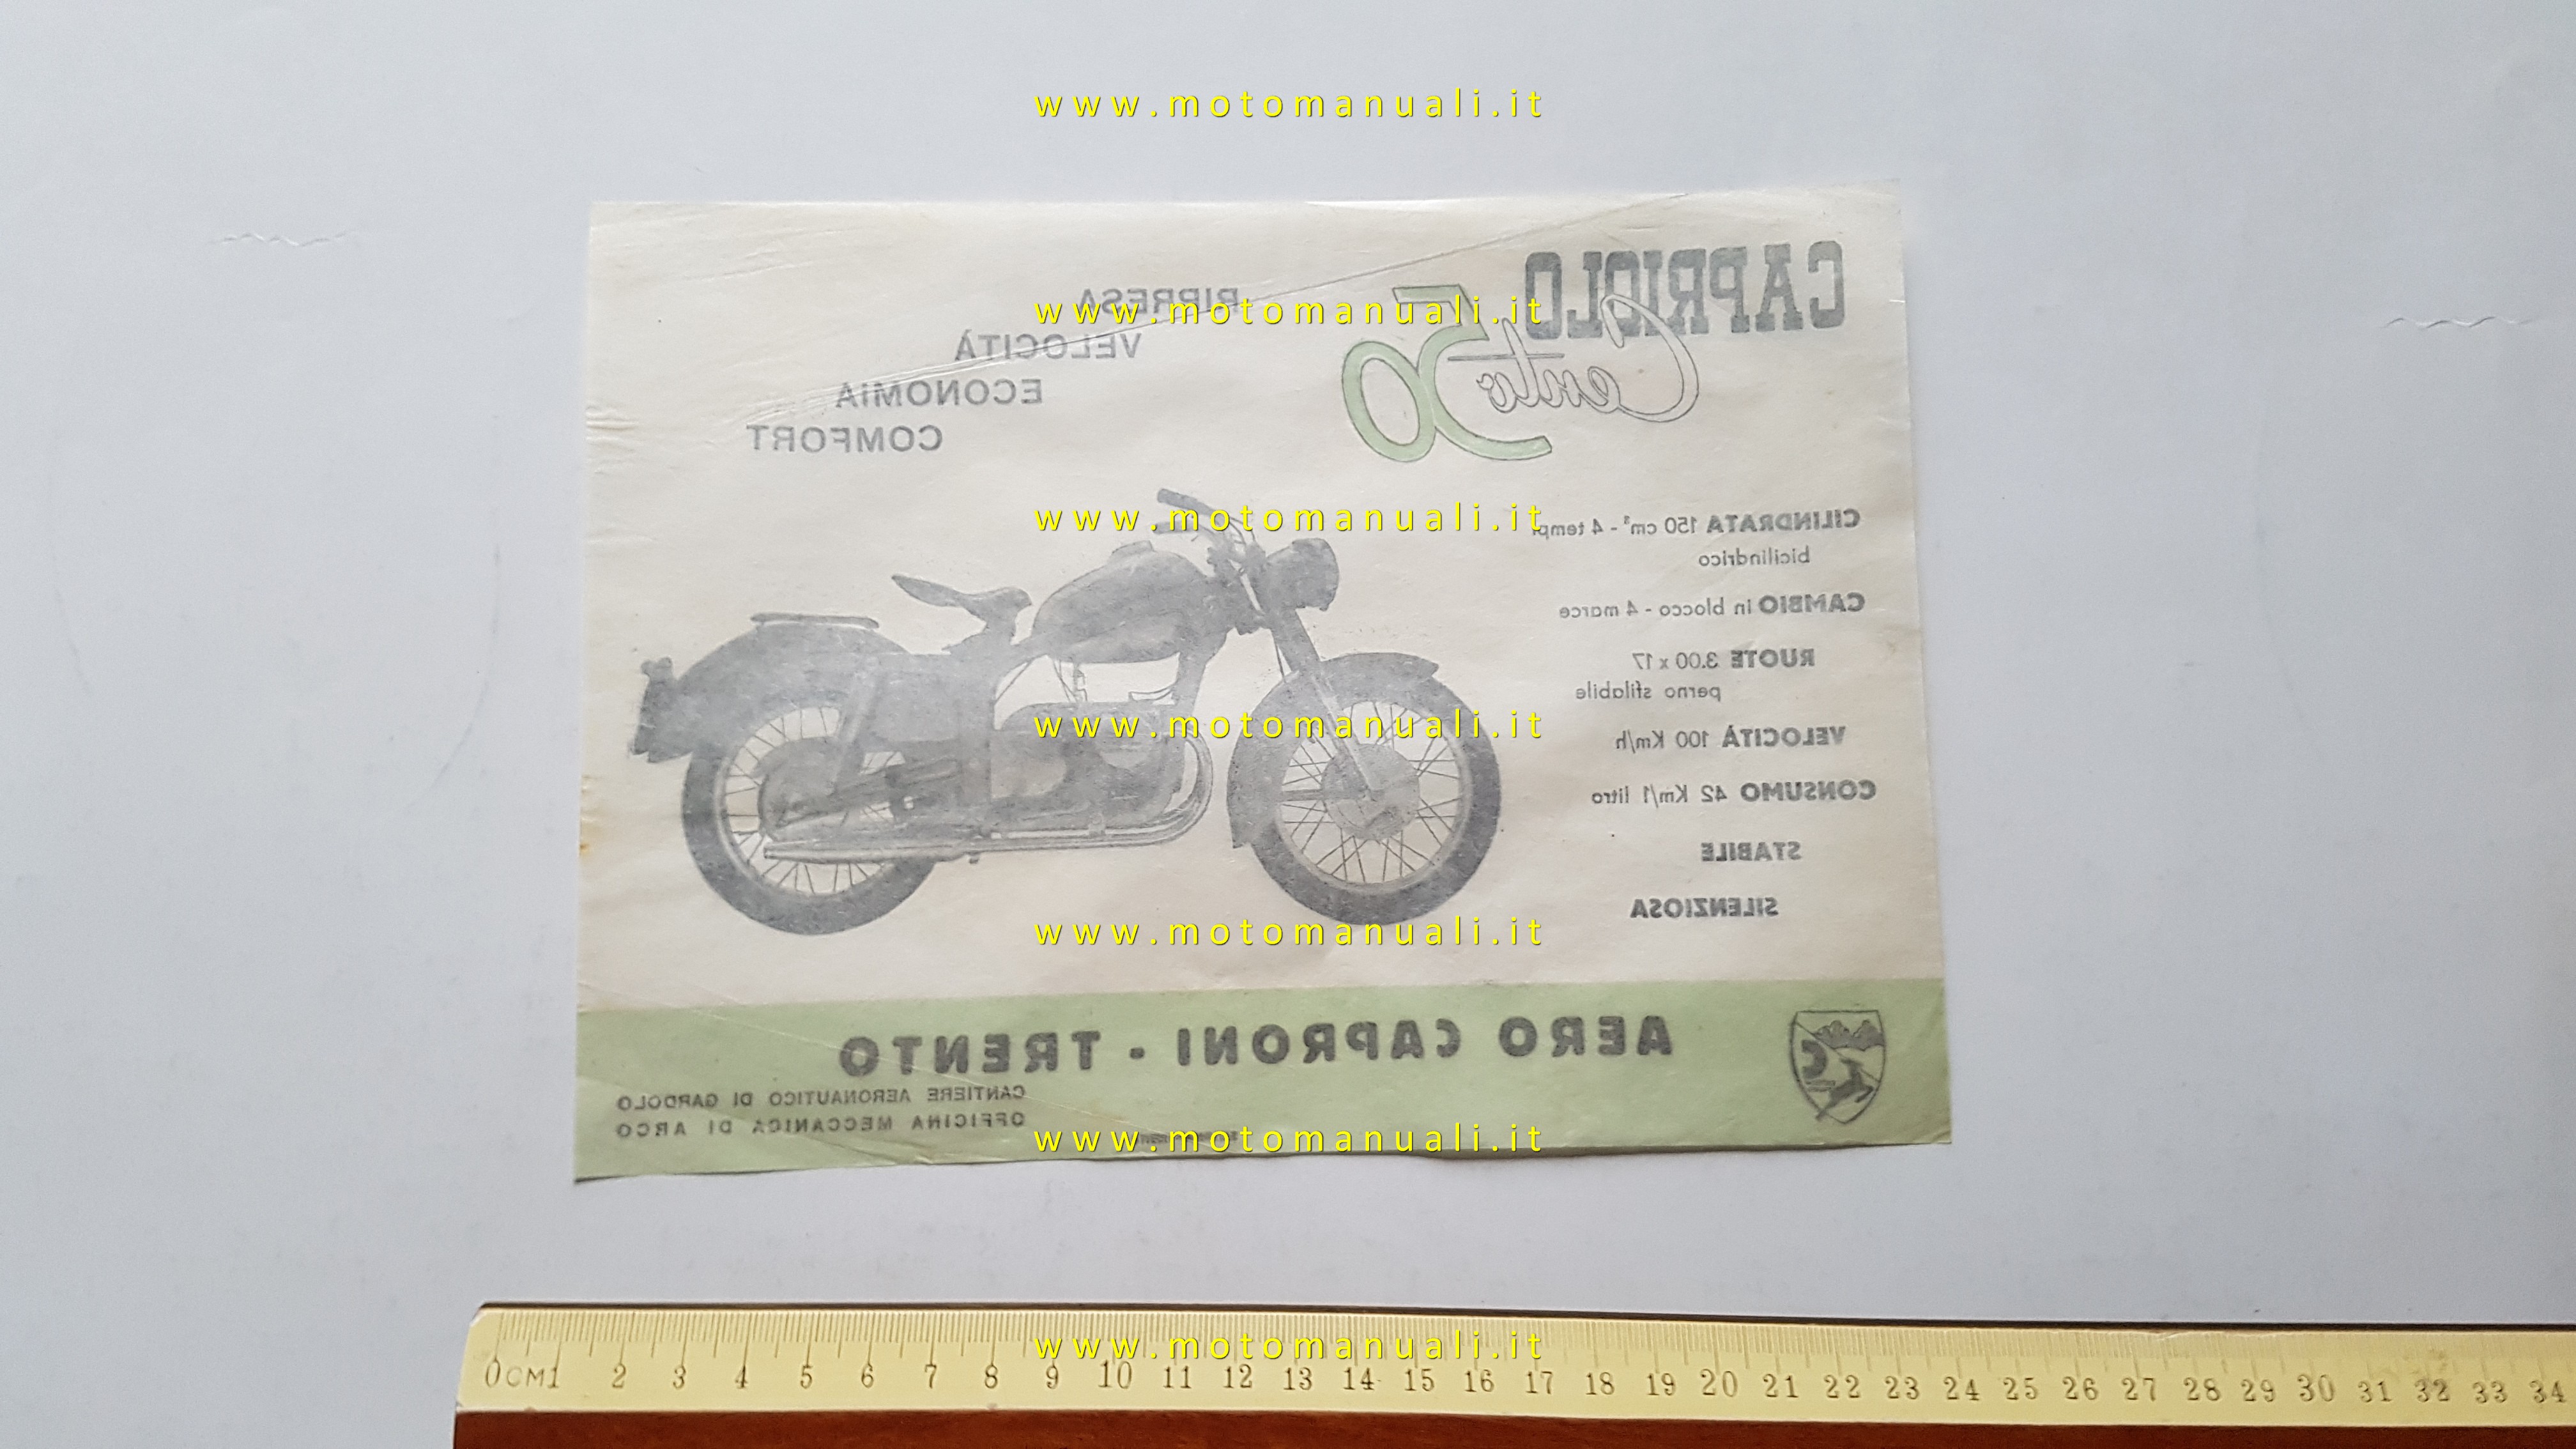 www.motomanuali.it
CAPRIOLO
Cento 50
RIPRESA
VELOCITÀ
ECONOMIA
COMFORT
www.motomanuali.it
www.motomanuali.it
CILINDRATA 150 cm³ - 4 tempi
bicilindrico
CAMBIO in blocco - 4 marce
RUOTE 3.00 x 17
perno sfilabile
VELOCITÀ 100 Km/h
CONSUMO 42 Km/1 litro
STABILE
SILENZIOSA
www.motomanuali.it
www.motomanuali.it
AERO CAPRONI - TRENTO
CANTIERE AERONAUTICO DI GARDOLO
OFFICINA MECCANICA DI ARCO
www.motomanuali.it
www.motomanuali.it
0 CM 1 2 3 4 5 6 7 8 9 10 11 12 13 14 15 16 17 18 19 20 21 22 23 24 25 26 27 28 29 30 31 32 33 34